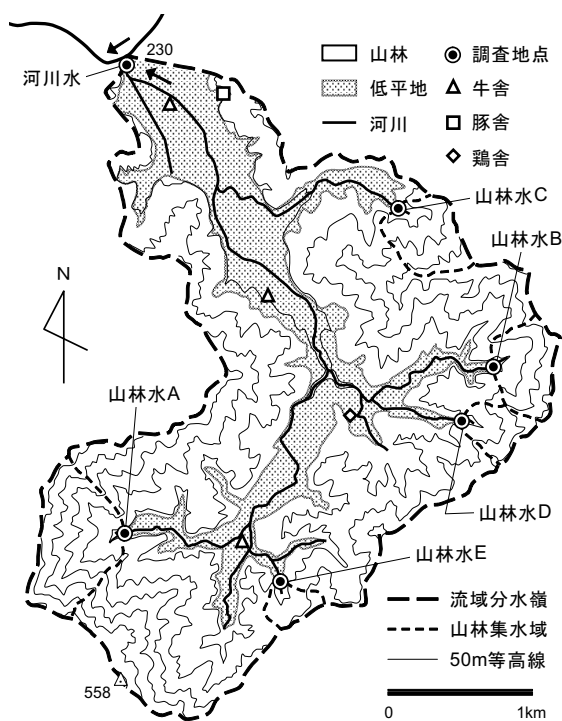 230
河川水
山林
低平地
河川
調査地点
牛舎
豚舎
鶏舎
山林水C
山林水B
N
山林水A
山林水D
山林水E
558
流域分水嶺
山林集水域
50m等高線
0 1km